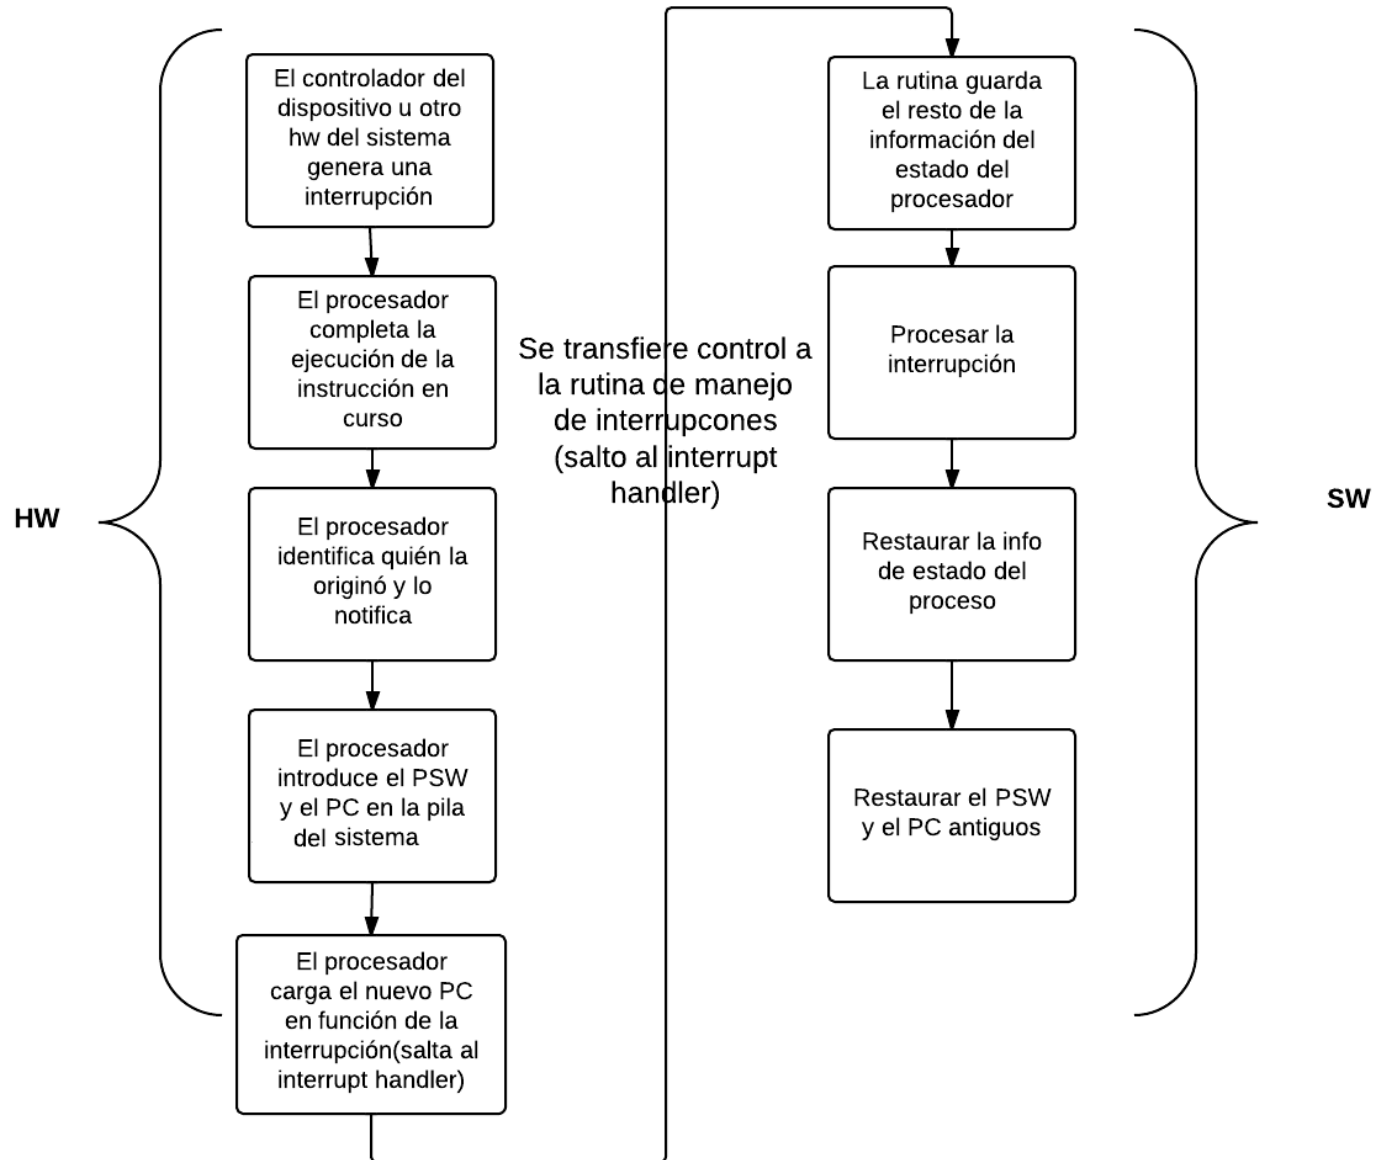 HW
El controlador del
dispositivo u otro
hw del sistema
genera una
interrupción
El procesador
completa la
ejecución de la
instrucción en
curso
El procesador
identifica quién la
originó y lo
notifica
El procesador
introduce el PSW
y el PC en la pila
del sistema
El procesador
carga el nuevo PC
en función de la
interrupción(salta al
interrupt handler)
Se transfiere control a
la rutina de manejo
de interrupcones
(salto al interrupt
handler)
La rutina guarda
el resto de la
información del
estado del
procesador
Procesar la
interrupción
Restaurar la info
de estado del
proceso
Restaurar el PSW
y el PC antiguos
SW